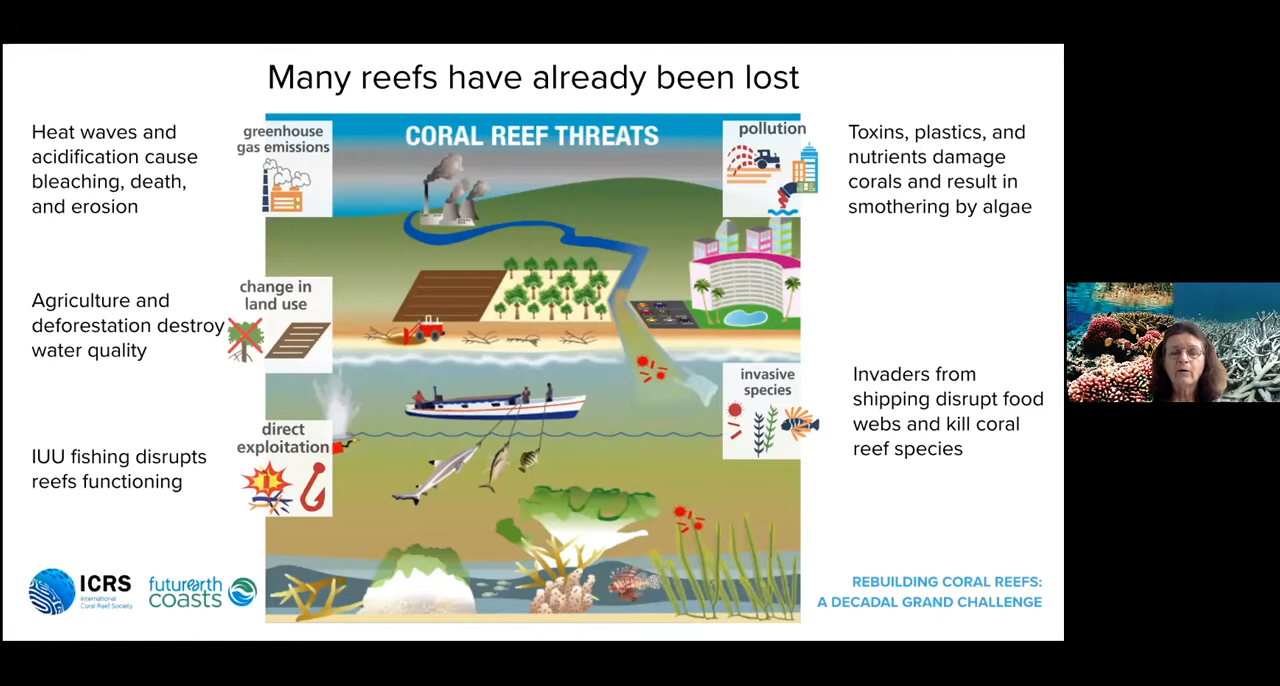 Many reefs have already been lost
Heat waves and
acidification cause
bleaching, death,
and erosion
greenhouse
gas emissions
CORAL REEF THREATS
pollution
Toxins, plastics, and
nutrients damage
corals and result in
smothering by algae
Agriculture and
deforestation destroy
water quality
change in
land use
invasive
species
Invaders from
shipping disrupt food
webs and kill coral
reef species
IUU fishing disrupts
reefs functioning
direct
exploitation
ICRS
International
Coral Reef Society
futurearth
coasts
REBUILDING CORAL REEFS:
A DECADAL GRAND CHALLENGE